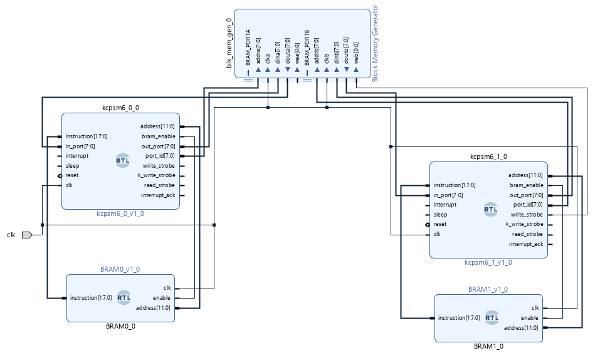 blk_mem_gen_0
BRAM_PORTA
addra[7:0]
clka
dina[7:0]
douta[7:0]
wea[0:0]
BRAM_PORTB
addrb[7:0]
clkb
dinb[7:0]
doutb[7:0]
web[0:0]
Block Memory Generator
kcpsm6_0_0
instruction[17:0]
in_port[7:0]
interrupt
sleep
reset
clk
RTL
address[11:0]
bram_enable
out_port[7:0]
port_id[7:0]
write_strobe
k_write_strobe
read_strobe
interrupt_ack
kcpsm6_0_v1_0
kcpsm6_1_0
instruction[17:0]
in_port[7:0]
interrupt
sleep
reset
clk
RTL
address[11:0]
bram_enable
out_port[7:0]
port_id[7:0]
write_strobe
k_write_strobe
read_strobe
interrupt_ack
kcpsm6_1_v1_0
clk
BRAM0_v1_0
instruction[17:0]
RTL
clk
enable
address[11:0]
BRAM0_0
BRAM1_v1_0
instruction[17:0]
RTL
clk
enable
address[11:0]
BRAM1_0